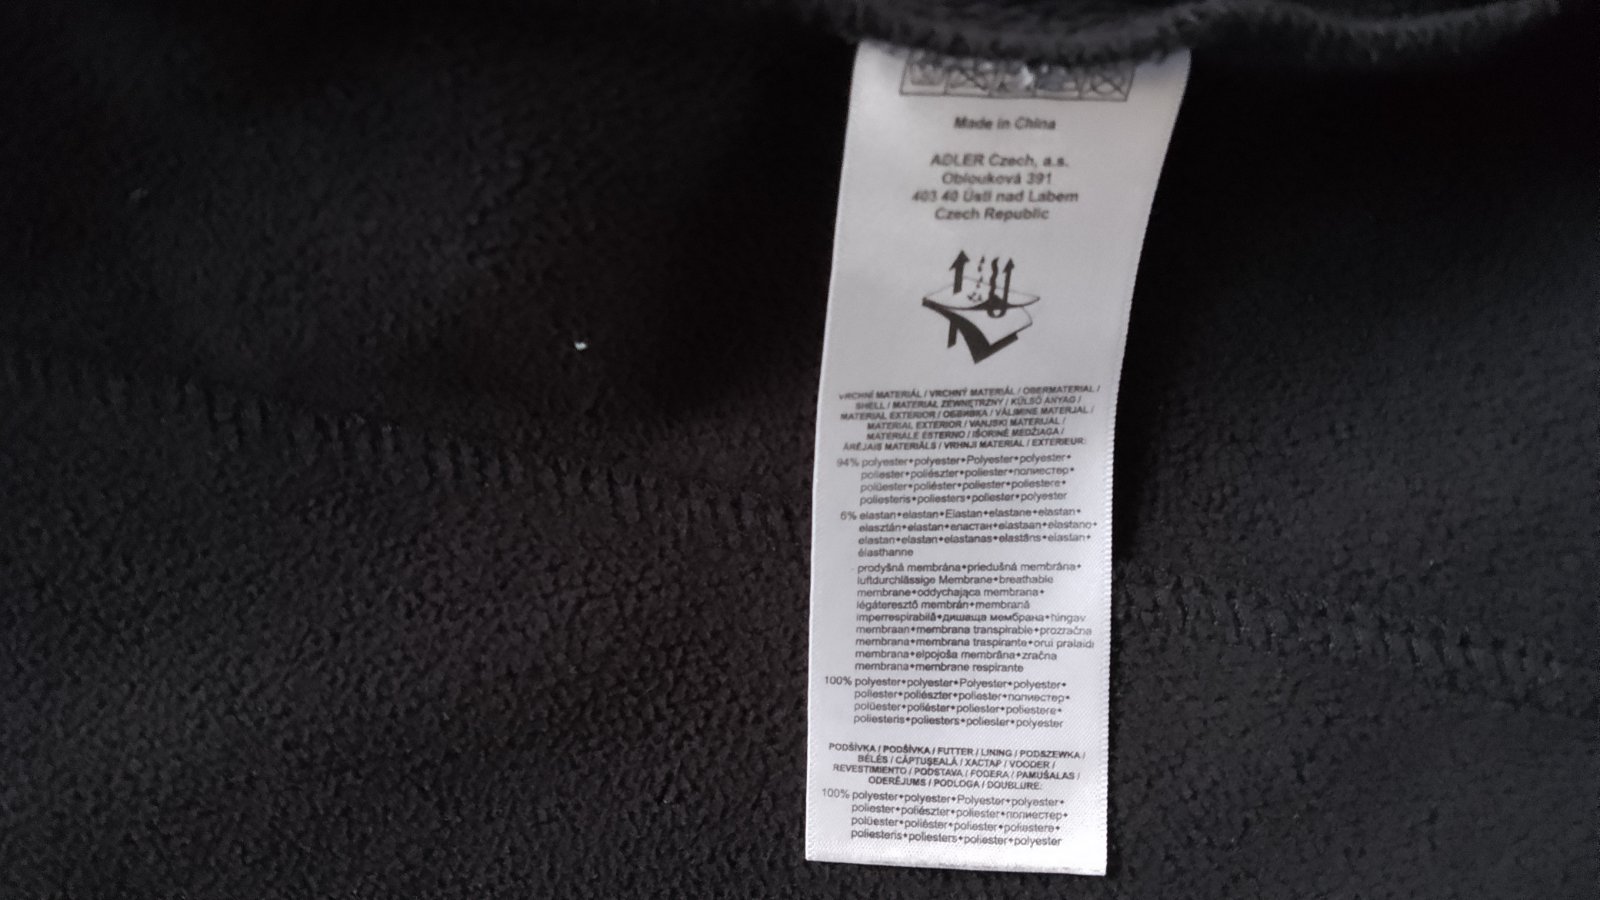 Made in China
ADLER Czech, a.s.
Oblouková 391
403 40 Ústí nad Labem
Czech Republic
VRCHNÍ MATERIÁL / VRCHNÝ MATERIÁL / OBERMATERIAL /
SHELL / MATERIAŁ ZEWNĘTRZNY / KÜLSŐ ANYAG /
MATERIAL EXTERIOR / ОБВИВКА / VÄLIMINE MATERJAL /
MATERIAL EXTERIOR / VANJSKI MATERIJAL /
MATERIALE ESTERNO / IŠORINĖ MEDŽIAGA /
ĀRĒJAIS MATERIĀLS / VRHNJI MATERIAL / EXTÉRIEUR:
94% polyester•polyester•Polyester•polyester•
poliester•poliészter•poliester•полиестер•
polüester•poliéster•poliester•poliestere•
poliesteris•poliesters•poliester•polyester
6% elastan•elastan•Elastan•elastane•elastan•
elasztán•elastan•еластан•elastaan•elastano•
elastan•elastan•elastanas•elastāns•elastan•
élasthanne
prodyšná membrána•priedušná membrána•
luftdurchlässige Membrane•breathable
membrane•oddychająca membrana•
légáteresztő membrán•membrană
imperrespirabilă•дишаща мембрана•hingav
membraan•membrana transpirable•prozračna
membrana•membrana traspirante•orui pralaidi
membrana•elpojoša membrāna•zračna
membrana•membrane respirante
100% polyester•polyester•Polyester•polyester•
poliester•poliészter•poliester•полиестер•
polüester•poliéster•poliester•poliestere•
poliesteris•poliesters•poliester•polyester
PODŠÍVKA / PODŠÍVKA / FUTTER / LINING / PODSZEWKA /
BÉLÉS / CĂPTUȘEALĂ / ХАСТАР / VOODER /
REVESTIMIENTO / PODSTAVA / FODERA / PAMUŠALAS /
ODERĒJUMS / PODLOGA / DOUBLURE:
100% polyester•polyester•Polyester•polyester•
poliester•poliészter•poliester•полиестер•
polüester•poliéster•poliester•poliestere•
poliesteris•poliesters•poliester•polyester